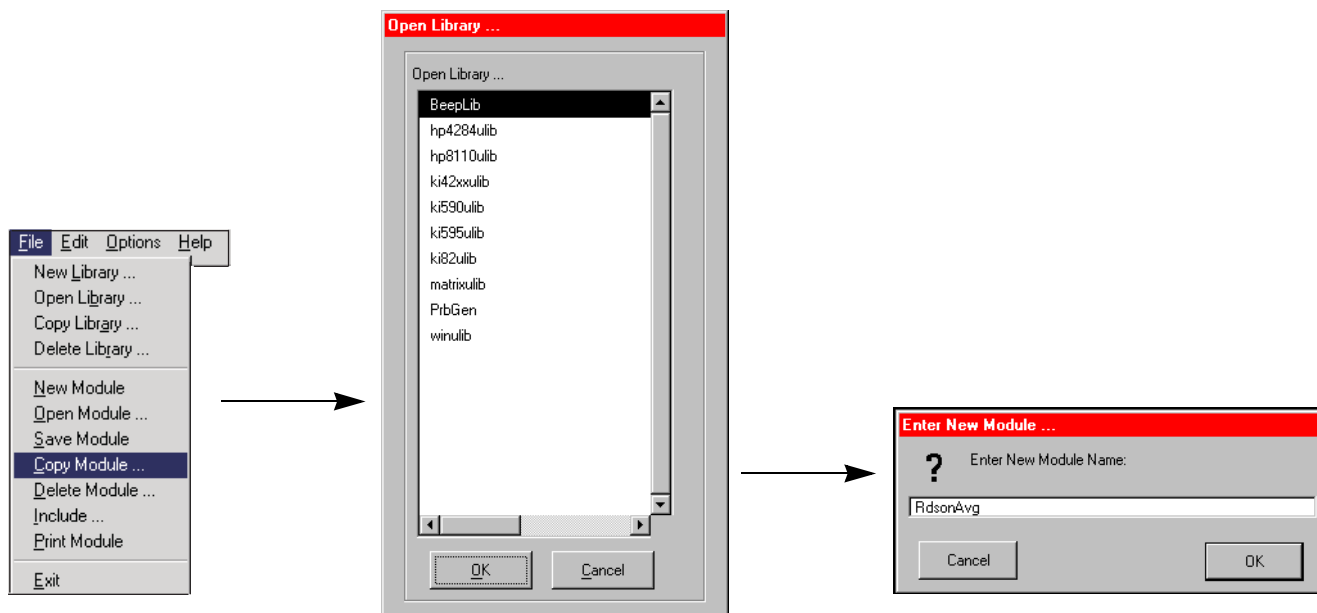 File Edit Options Help
New Library ...
Open Library ...
Copy Library ...
Delete Library ...
New Module
Open Module ...
Save Module
Copy Module ...
Delete Module ...
Include ...
Print Module
Exit
Open Library ...
Open Library ...
BeepLib
hp4284ulib
hp8110ulib
ki42xxulib
ki590ulib
ki595ulib
ki82ulib
matrixulib
PrbGen
winulib
OK Cancel
Enter New Module ...
? Enter New Module Name:
RdsonAvg
Cancel OK